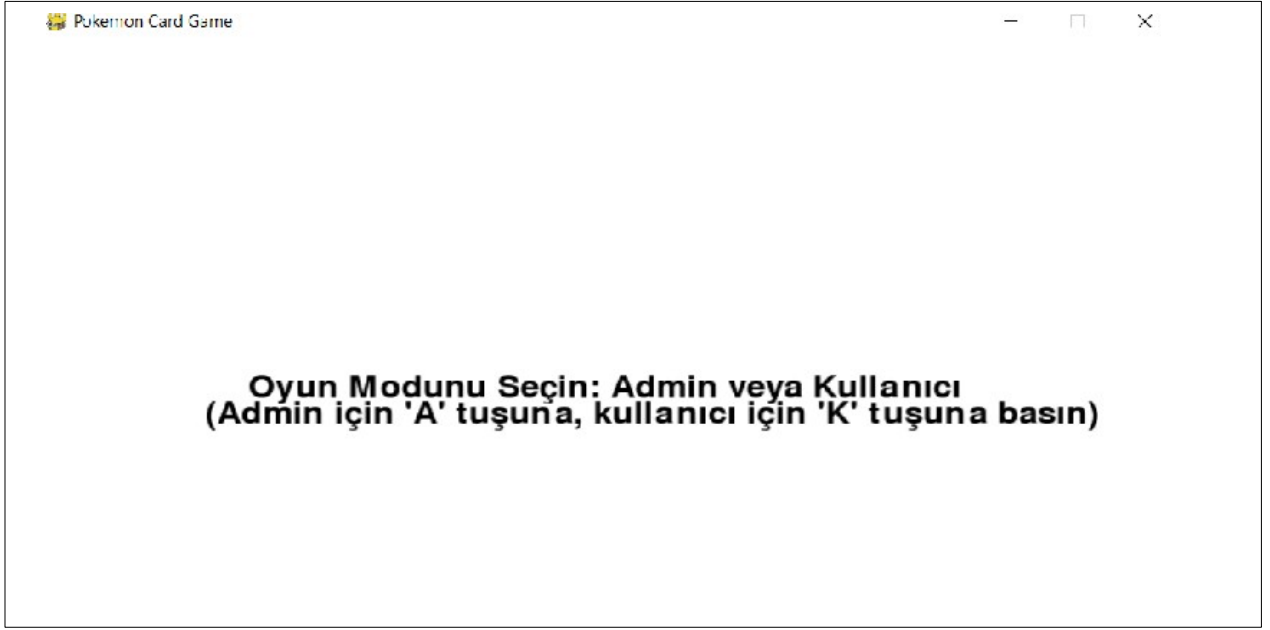 Pokemon Card Game
Oyun Modunu Seçin: Admin veya Kullanıcı
(Admin için 'A' tuşuna, kullanıcı için 'K' tuşuna basın)